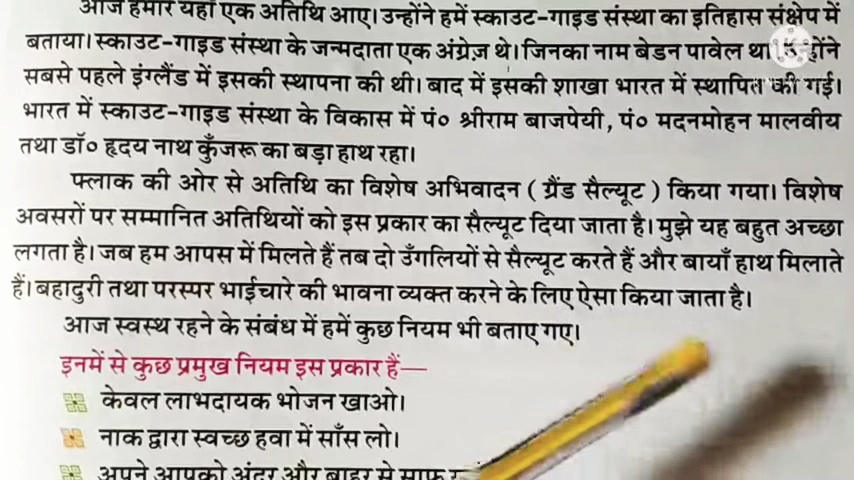 आज हमारे यहाँ एक अतिथि आए। उन्होंने हमें स्काउट-गाइड संस्था का इतिहास संक्षेप में
बताया। स्काउट-गाइड संस्था के जन्मदाता एक अंग्रेज़ थे। जिनका नाम बेडन पावेल था।
सबसे पहले इंग्लैंड में इसकी स्थापना की थी। बाद में इसकी शाखा भारत में स्थापित की गई।
भारत में स्काउट-गाइड संस्था के विकास में पं० श्रीराम बाजपेयी, पं० मदनमोहन मालवीय
तथा डॉ० हृदय नाथ कुँजरू का बड़ा हाथ रहा।
फ्लाक की ओर से अतिथि का विशेष अभिवादन ( ग्रैंड सैल्यूट ) किया गया। विशेष
अवसरों पर सम्मानित अतिथियों को इस प्रकार का सैल्यूट दिया जाता है। मुझे यह बहुत अच्छा
लगता है। जब हम आपस में मिलते हैं तब दो उँगलियों से सैल्यूट करते हैं और बायाँ हाथ मिलाते
हैं। बहादुरी तथा परस्पर भाईचारे की भावना व्यक्त करने के लिए ऐसा किया जाता है।
आज स्वस्थ रहने के संबंध में हमें कुछ नियम भी बताए गए।
इनमें से कुछ प्रमुख नियम इस प्रकार हैं—
केवल लाभदायक भोजन खाओ।
नाक द्वारा स्वच्छ हवा में साँस लो।
अपने आपको अंदर और बाहर से साफ